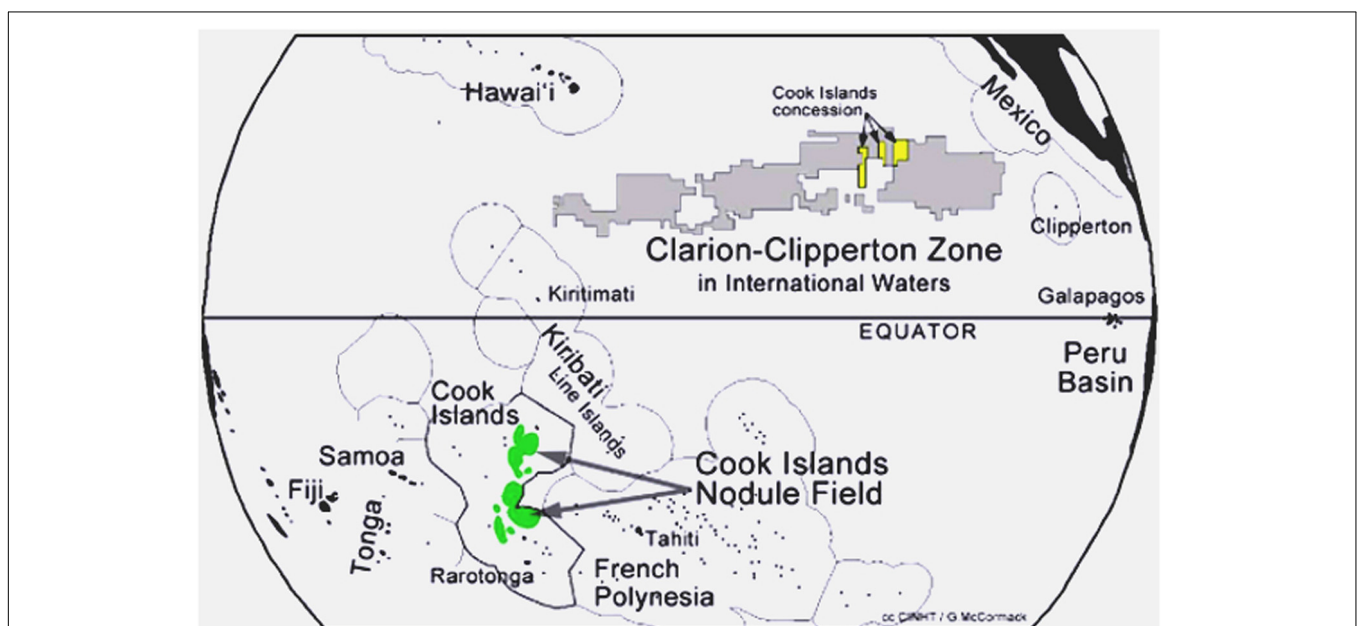 Hawai'i
Cook Islands
concession
Mexico
Clipperton
Clarion-Clipperton Zone
in International Waters
Kiritimati
Galapagos
EQUATOR
Peru
Basin
Kiribati
Line Islands
Cook
Islands
Samoa
Fiji
Tonga
Cook Islands
Nodule Field
Tahiti
Rarotonga
French
Polynesia
cc CINHT / G McCormack